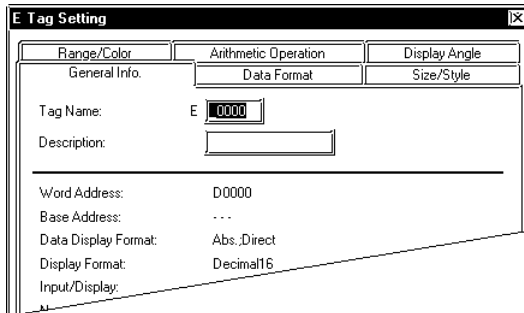 E Tag Setting
Range/Color Arithmetic Operation Display Angle
General Info. Data Format Size/Style
Tag Name: E 0000
Description:
Word Address: D0000
Base Address: - - -
Data Display Format: Abs.;Direct
Display Format: Decimal16
Input/Display: